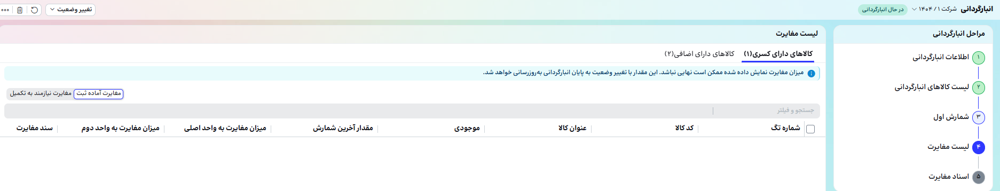 انبارگردانی شرکت ۱ / ۱۴۰۴ در حال انبارگردانی تغییر وضعیت
مراحل انبارگردانی
۱ اطلاعات انبارگردانی
۲ لیست کالاهای انبارگردانی
۳ شمارش اول
۴ لیست مغایرت
۵ اسناد مغایرت
لیست مغایرت
کالاهای دارای کسری(۱) کالاهای دارای اضافی(۲)
میزان مغایرت نمایش داده شده ممکن است نهایی نباشد. این مقدار با تغییر وضعیت به پایان انبارگردانی به‌روزرسانی خواهد شد.
مغایرت آماده ثبت مغایرت نیازمند به تکمیل
جستجو و فیلتر
شماره تگ کد کالا عنوان کالا موجودی مقدار آخرین شمارش میزان مغایرت به واحد اصلی میزان مغایرت به واحد دوم سند مغایرت